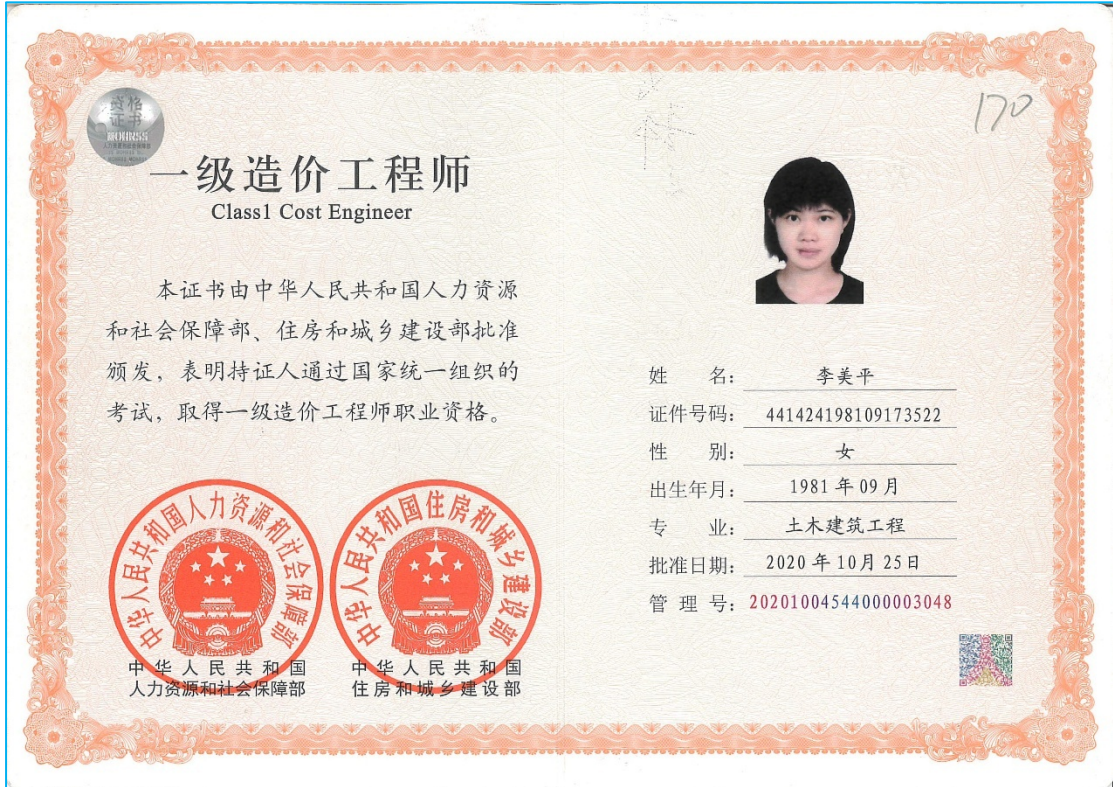 资格
证书
MOHRSS
一级造价工程师
Class1 Cost Engineer
本证书由中华人民共和国人力资源
和社会保障部、住房和城乡建设部批准
颁发，表明持证人通过国家统一组织的
考试，取得一级造价工程师职业资格。
中华人民共和国人力资源和社会保障部
中华人民共和国住房和城乡建设部
中华人民共和国
人力资源和社会保障部
中华人民共和国
住房和城乡建设部
170
姓 名： 李美平
证件号码： 441424198109173522
性 别： 女
出生年月： 1981年09月
专 业： 土木建筑工程
批准日期： 2020年10月25日
管 理 号：20201004544000003048